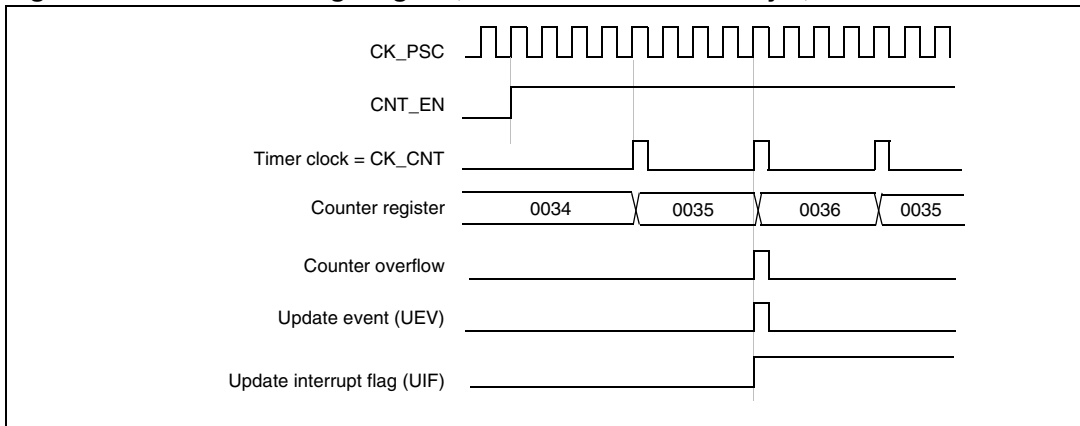 CK_PSC
CNT_EN
Timer clock = CK_CNT
Counter register 0034 0035 0036 0035
Counter overflow
Update event (UEV)
Update interrupt flag (UIF)